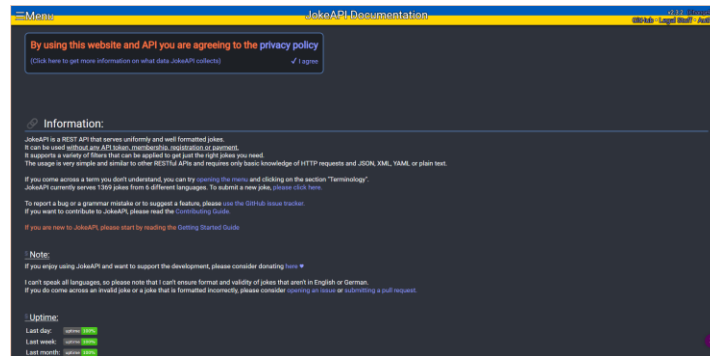 Menu
JokeAPI Documentation
GitHub - Legal Stuff -
By using this website and API you are agreeing to the privacy policy
(Click here to get more information on what data JokeAPI collects)
✓ I agree
Information:
JokeAPI is a REST API that serves uniformly and well formatted jokes.
It can be used without any API token, membership, registration or payment.
It supports a variety of filters that can be applied to get just the right jokes you need.
The usage is very simple and similar to other RESTful APIs and requires only basic knowledge of HTTP requests and JSON, XML, YAML or plain text.
If you come across a term you don't understand, you can try opening the menu and clicking on the section "Terminology".
JokeAPI currently serves 1369 jokes from 6 different languages. To submit a new joke, please click here.
To report a bug or a grammar mistake or to suggest a feature, please use the GitHub issue tracker.
If you want to contribute to JokeAPI, please read the Contributing Guide.
If you are new to JokeAPI, please start by reading the Getting Started Guide
Note:
If you enjoy using JokeAPI and want to support the development, please consider donating here ♥
I can't speak all languages, so please note that I can't ensure format and validity of jokes that aren't in English or German.
If you do come across an invalid joke or a joke that is formatted incorrectly, please consider opening an issue or submitting a pull request.
Uptime:
Last day: uptime 100%
Last week: uptime 100%
Last month: uptime 100%